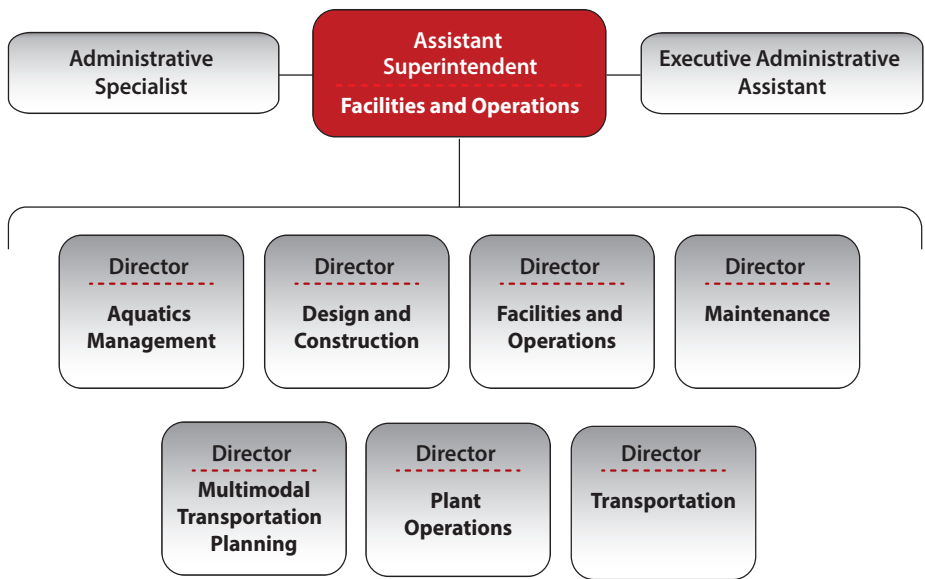 Administrative
Specialist
Assistant
Superintendent
Facilities and Operations
Executive Administrative
Assistant
Director
Aquatics
Management
Director
Design and
Construction
Director
Facilities and
Operations
Director
Maintenance
Director
Multimodal
Transportation
Planning
Director
Plant
Operations
Director
Transportation